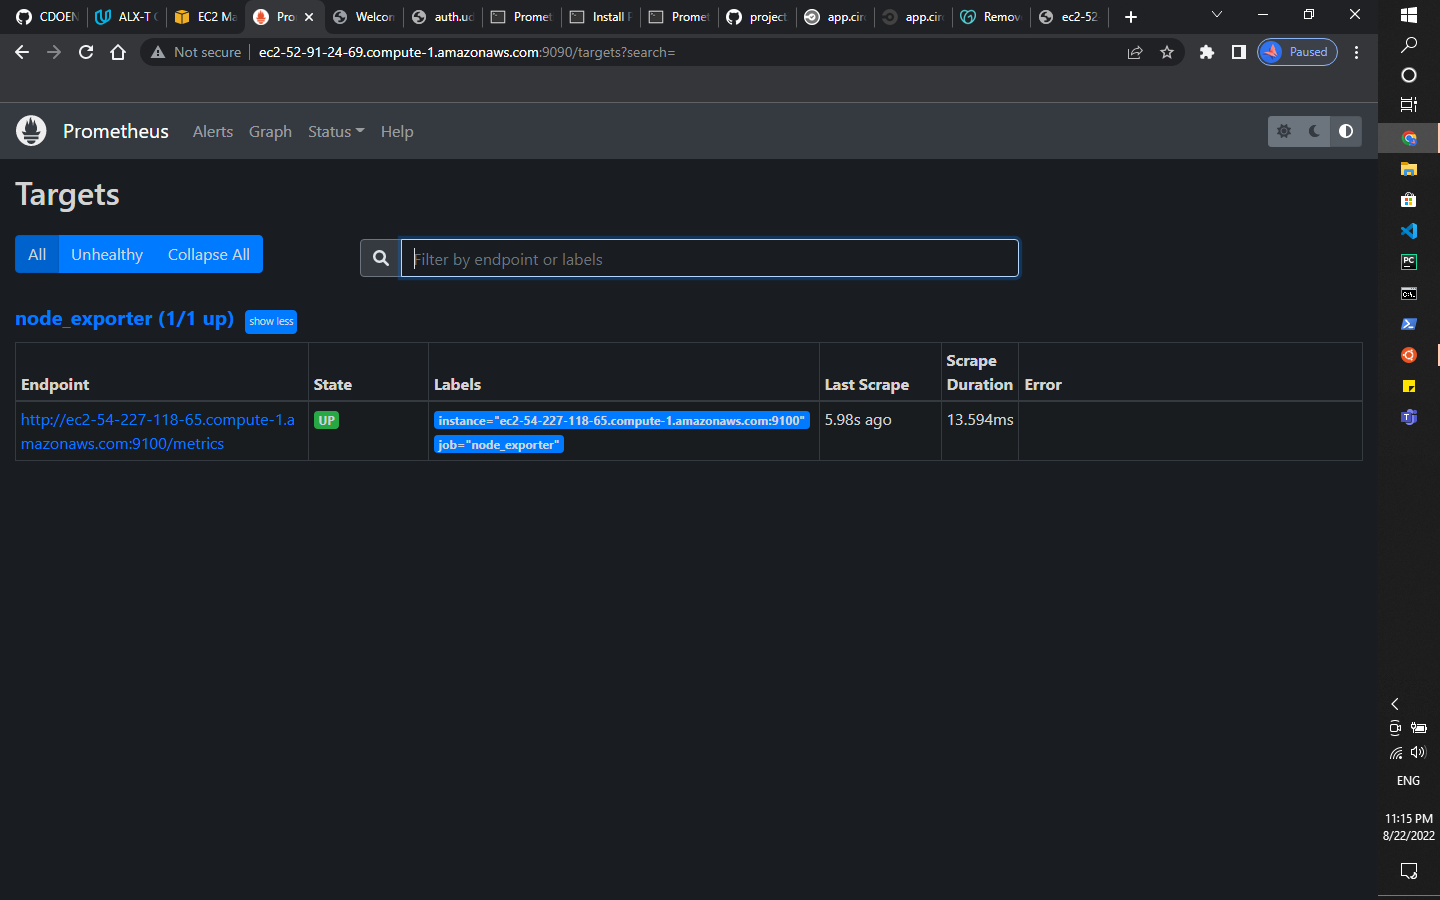 CDOEN
ALX-T
EC2 Ma
Pro
Welcon
auth.ud
Promet
Install
Promet
project
app.circ
app.circ
Remov
ec2-52-
Not secure
ec2-52-91-24-69.compute-1.amazonaws.com:9090/targets?search=
Paused
Prometheus
Alerts
Graph
Status
Help
Targets
All
Unhealthy
Collapse All
Filter by endpoint or labels
node_exporter (1/1 up)
show less
Endpoint
State
Labels
Last Scrape
Scrape
Duration
Error
http://ec2-54-227-118-65.compute-1.a
mazonaws.com:9100/metrics
UP
instance="ec2-54-227-118-65.compute-1.amazonaws.com:9100"
job="node_exporter"
5.98s ago
13.594ms
PC
ENG
11:15 PM
8/22/2022